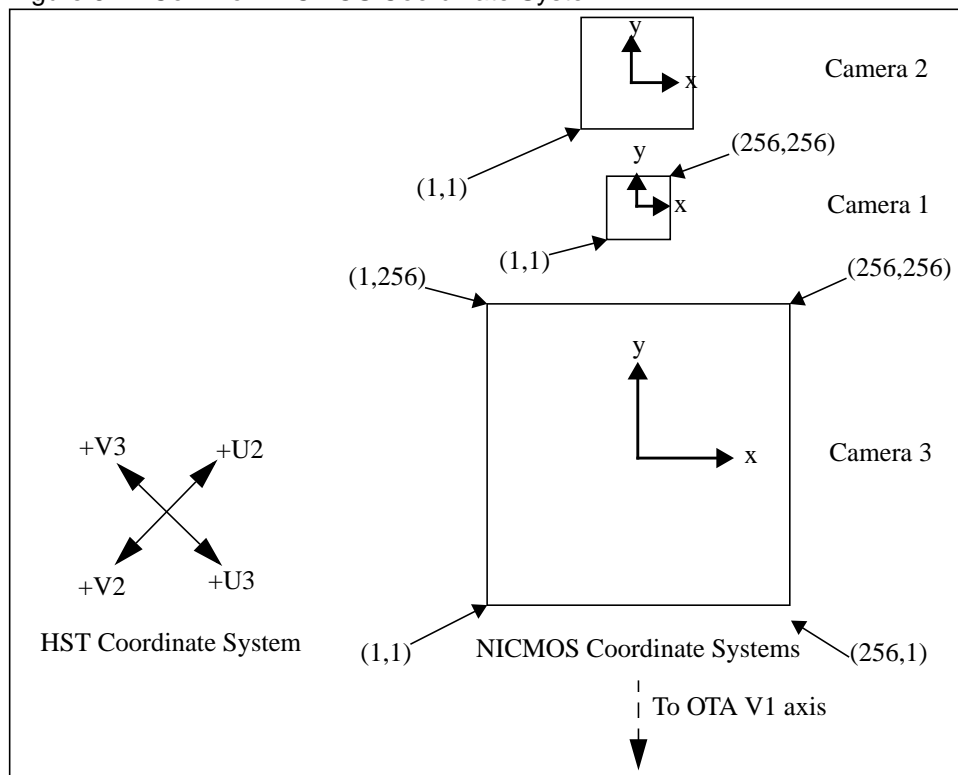 y
x
Camera 2
(1,1)
(256,256)
y
x
Camera 1
(1,1)
(1,256)
(256,256)
y
x
Camera 3
+V3
+U2
+V2
+U3
HST Coordinate System
(1,1)
NICMOS Coordinate Systems
(256,1)
To OTA V1 axis